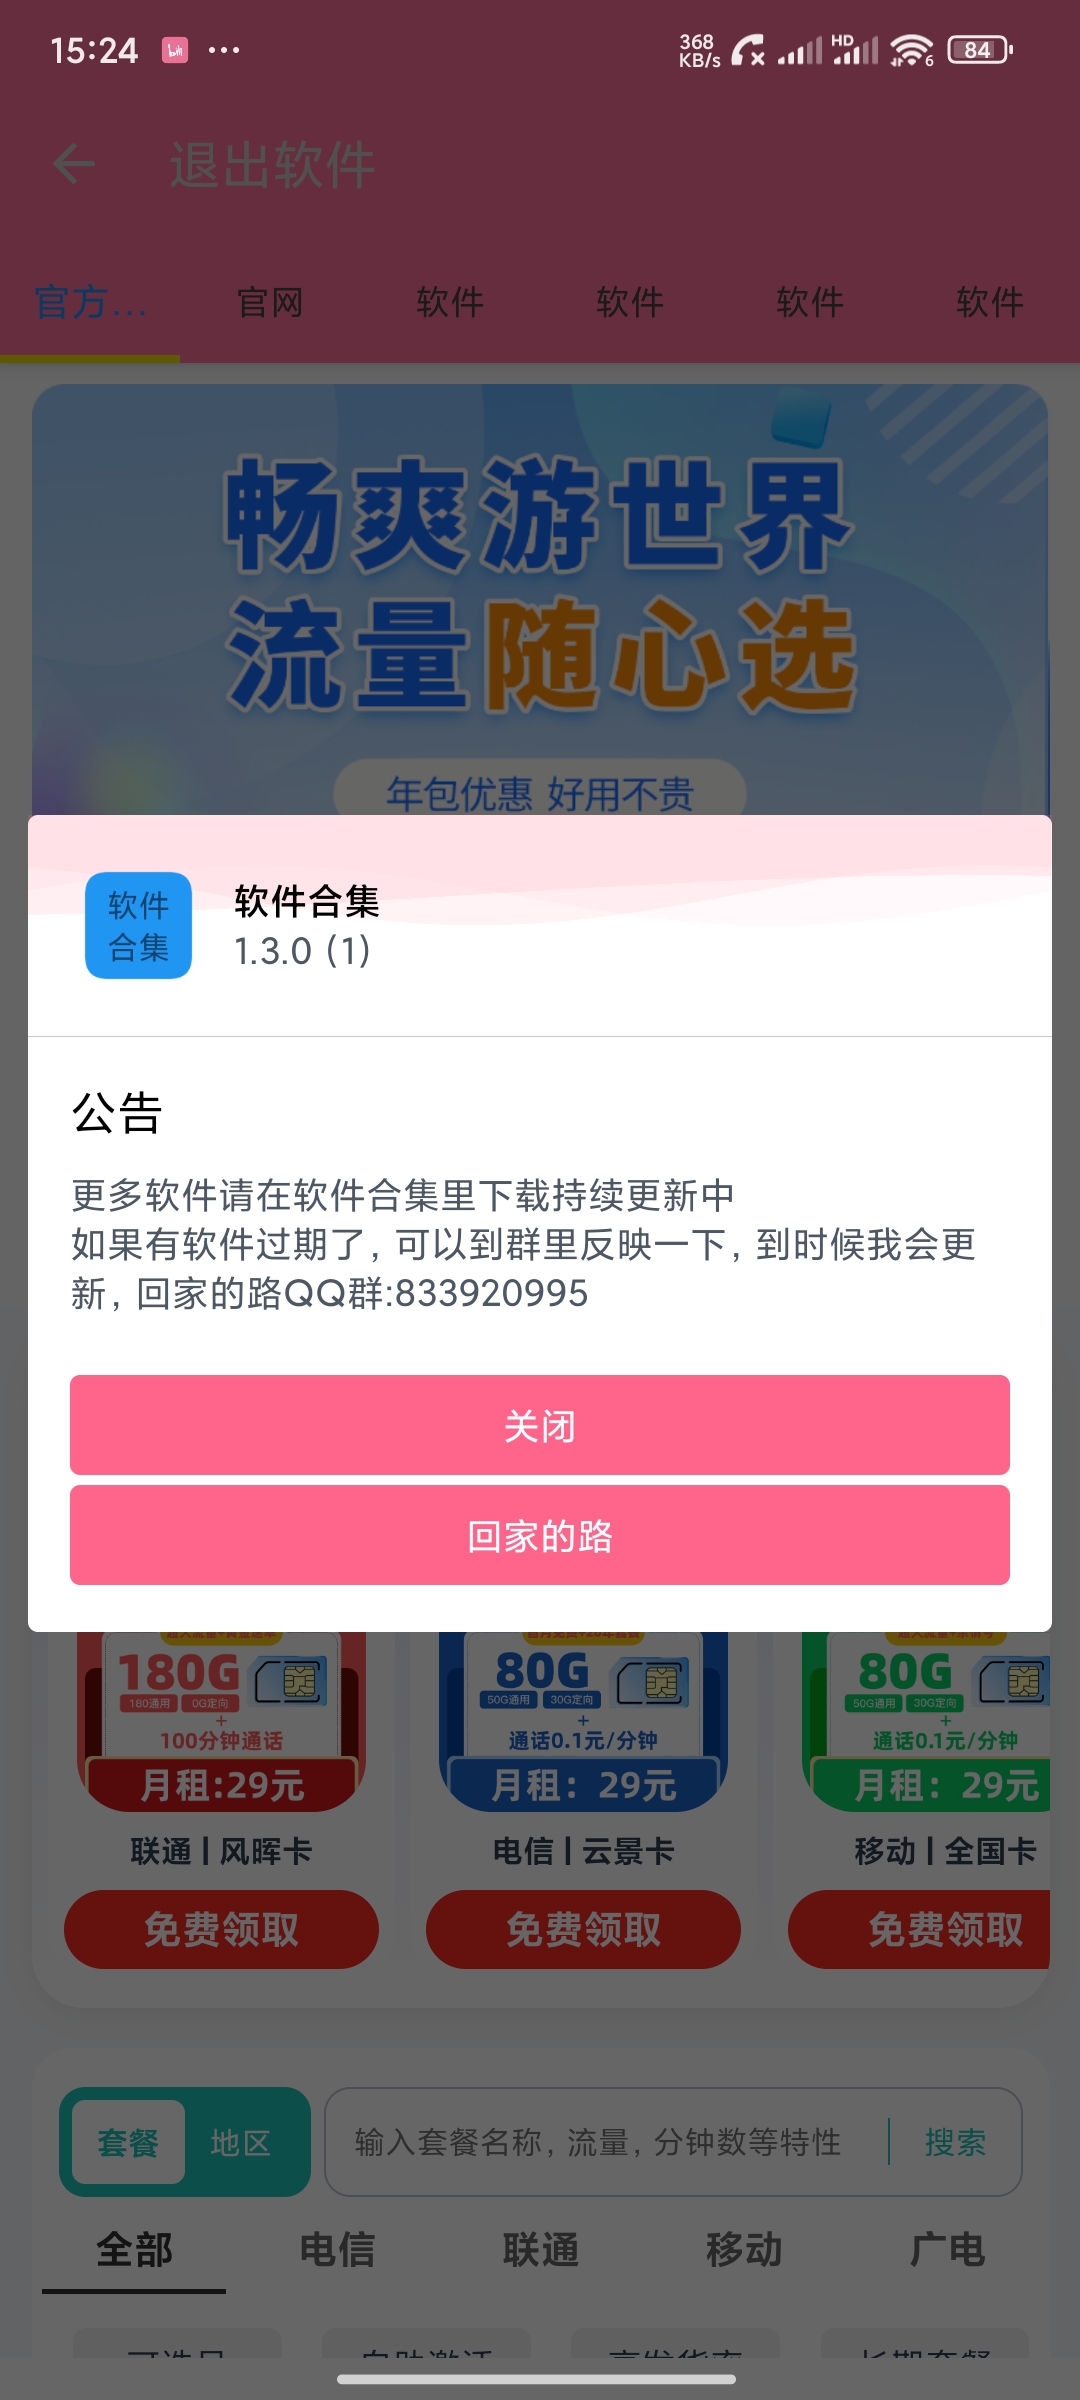 15:24
368
KB/s
HD
6
84
退出软件
官方...
官网
软件
软件
软件
软件
畅爽游世界
流量随心选
年包优惠 好用不贵
软件
合集
软件合集
1.3.0 (1)
公告
更多软件请在软件合集里下载持续更新中
如果有软件过期了, 可以到群里反映一下, 到时候我会更
新, 回家的路QQ群:833920995
关闭
回家的路
180G
180通用
0G定向
+
100分钟通话
月租:29元
联通 | 风晖卡
免费领取
80G
50G通用
30G定向
+
通话0.1元/分钟
月租: 29元
电信 | 云景卡
免费领取
80G
50G通用
30G定向
+
通话0.1元/分钟
月租: 29元
移动 | 全国卡
免费领取
套餐
地区
输入套餐名称, 流量, 分钟数等特性
搜索
全部
电信
联通
移动
广电